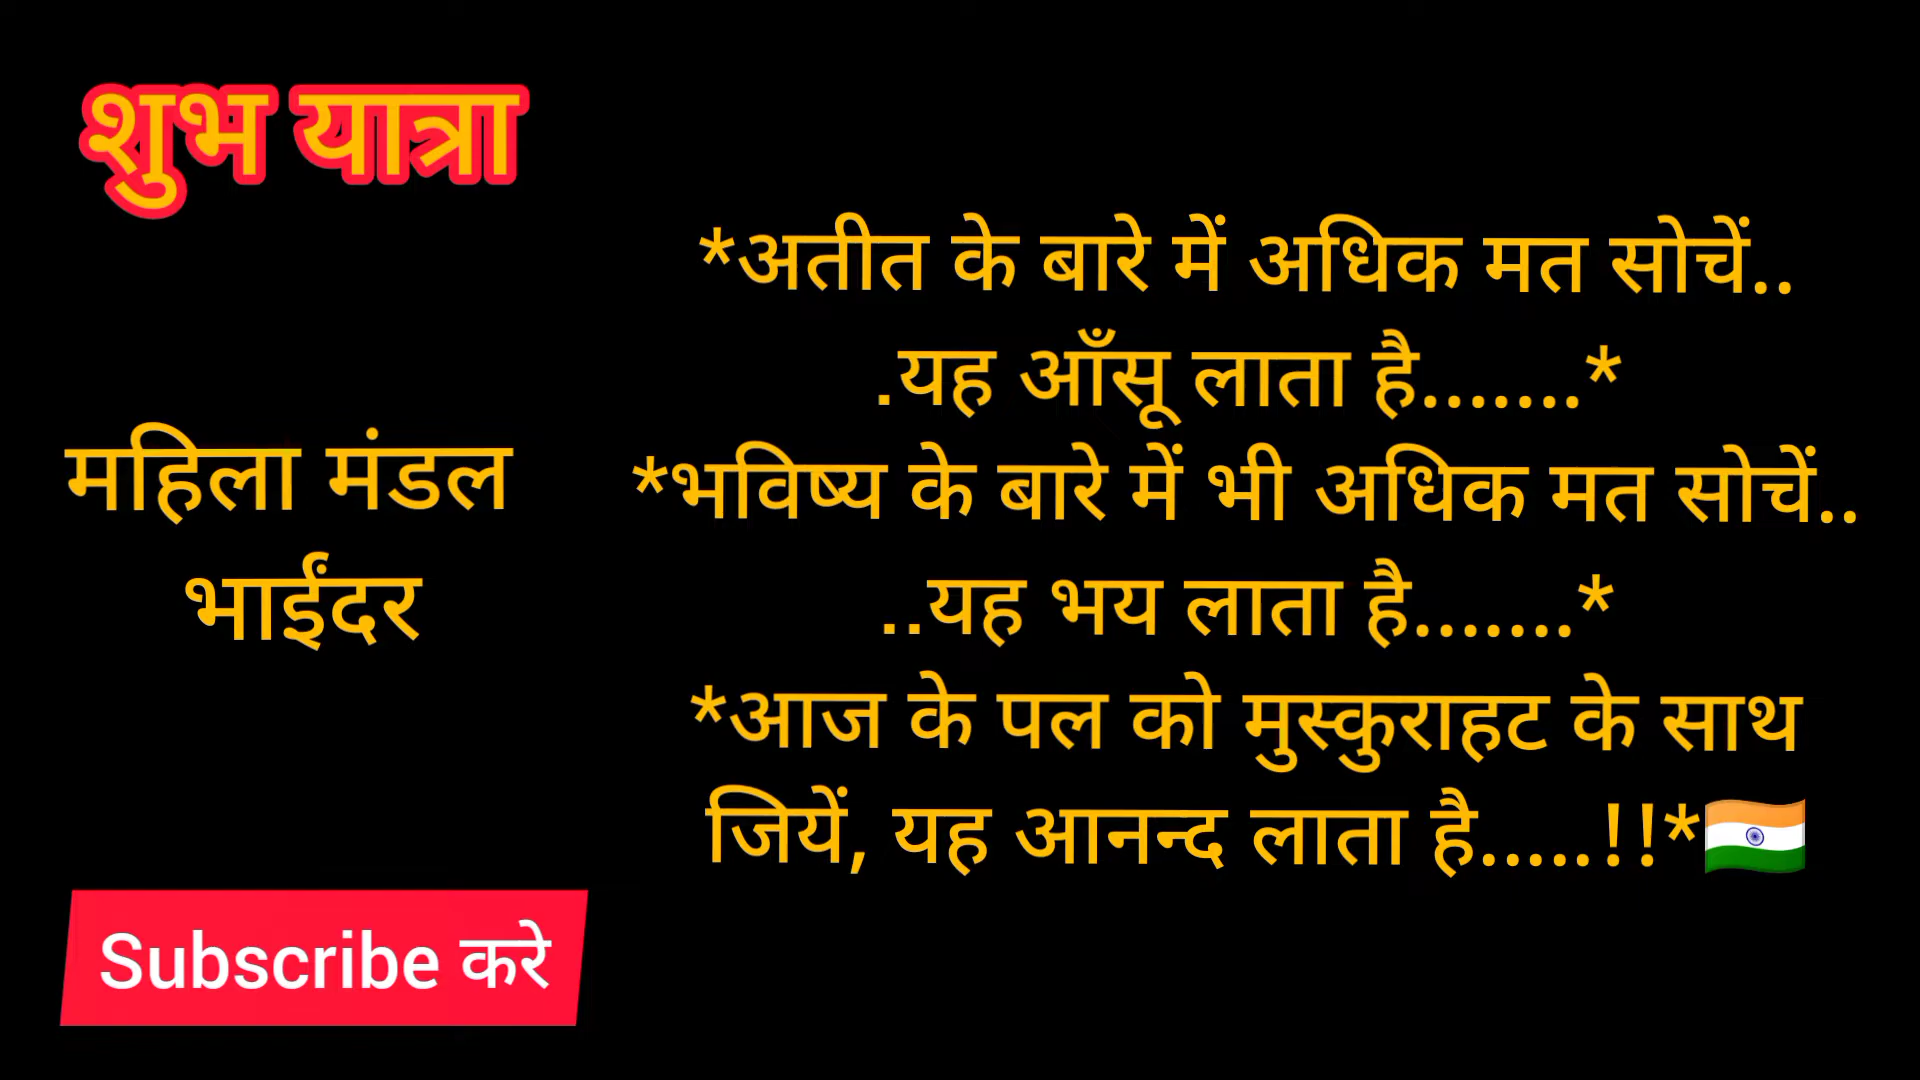 शुभ यात्रा
महिला मंडल
भाईंदर
*अतीत के बारे में अधिक मत सोचें..
.यह आँसू लाता है.......*
*भविष्य के बारे में भी अधिक मत सोचें..
..यह भय लाता है.......*
*आज के पल को मुस्कुराहट के साथ
जियें, यह आनन्द लाता है.....!!*🇮🇳
Subscribe करे